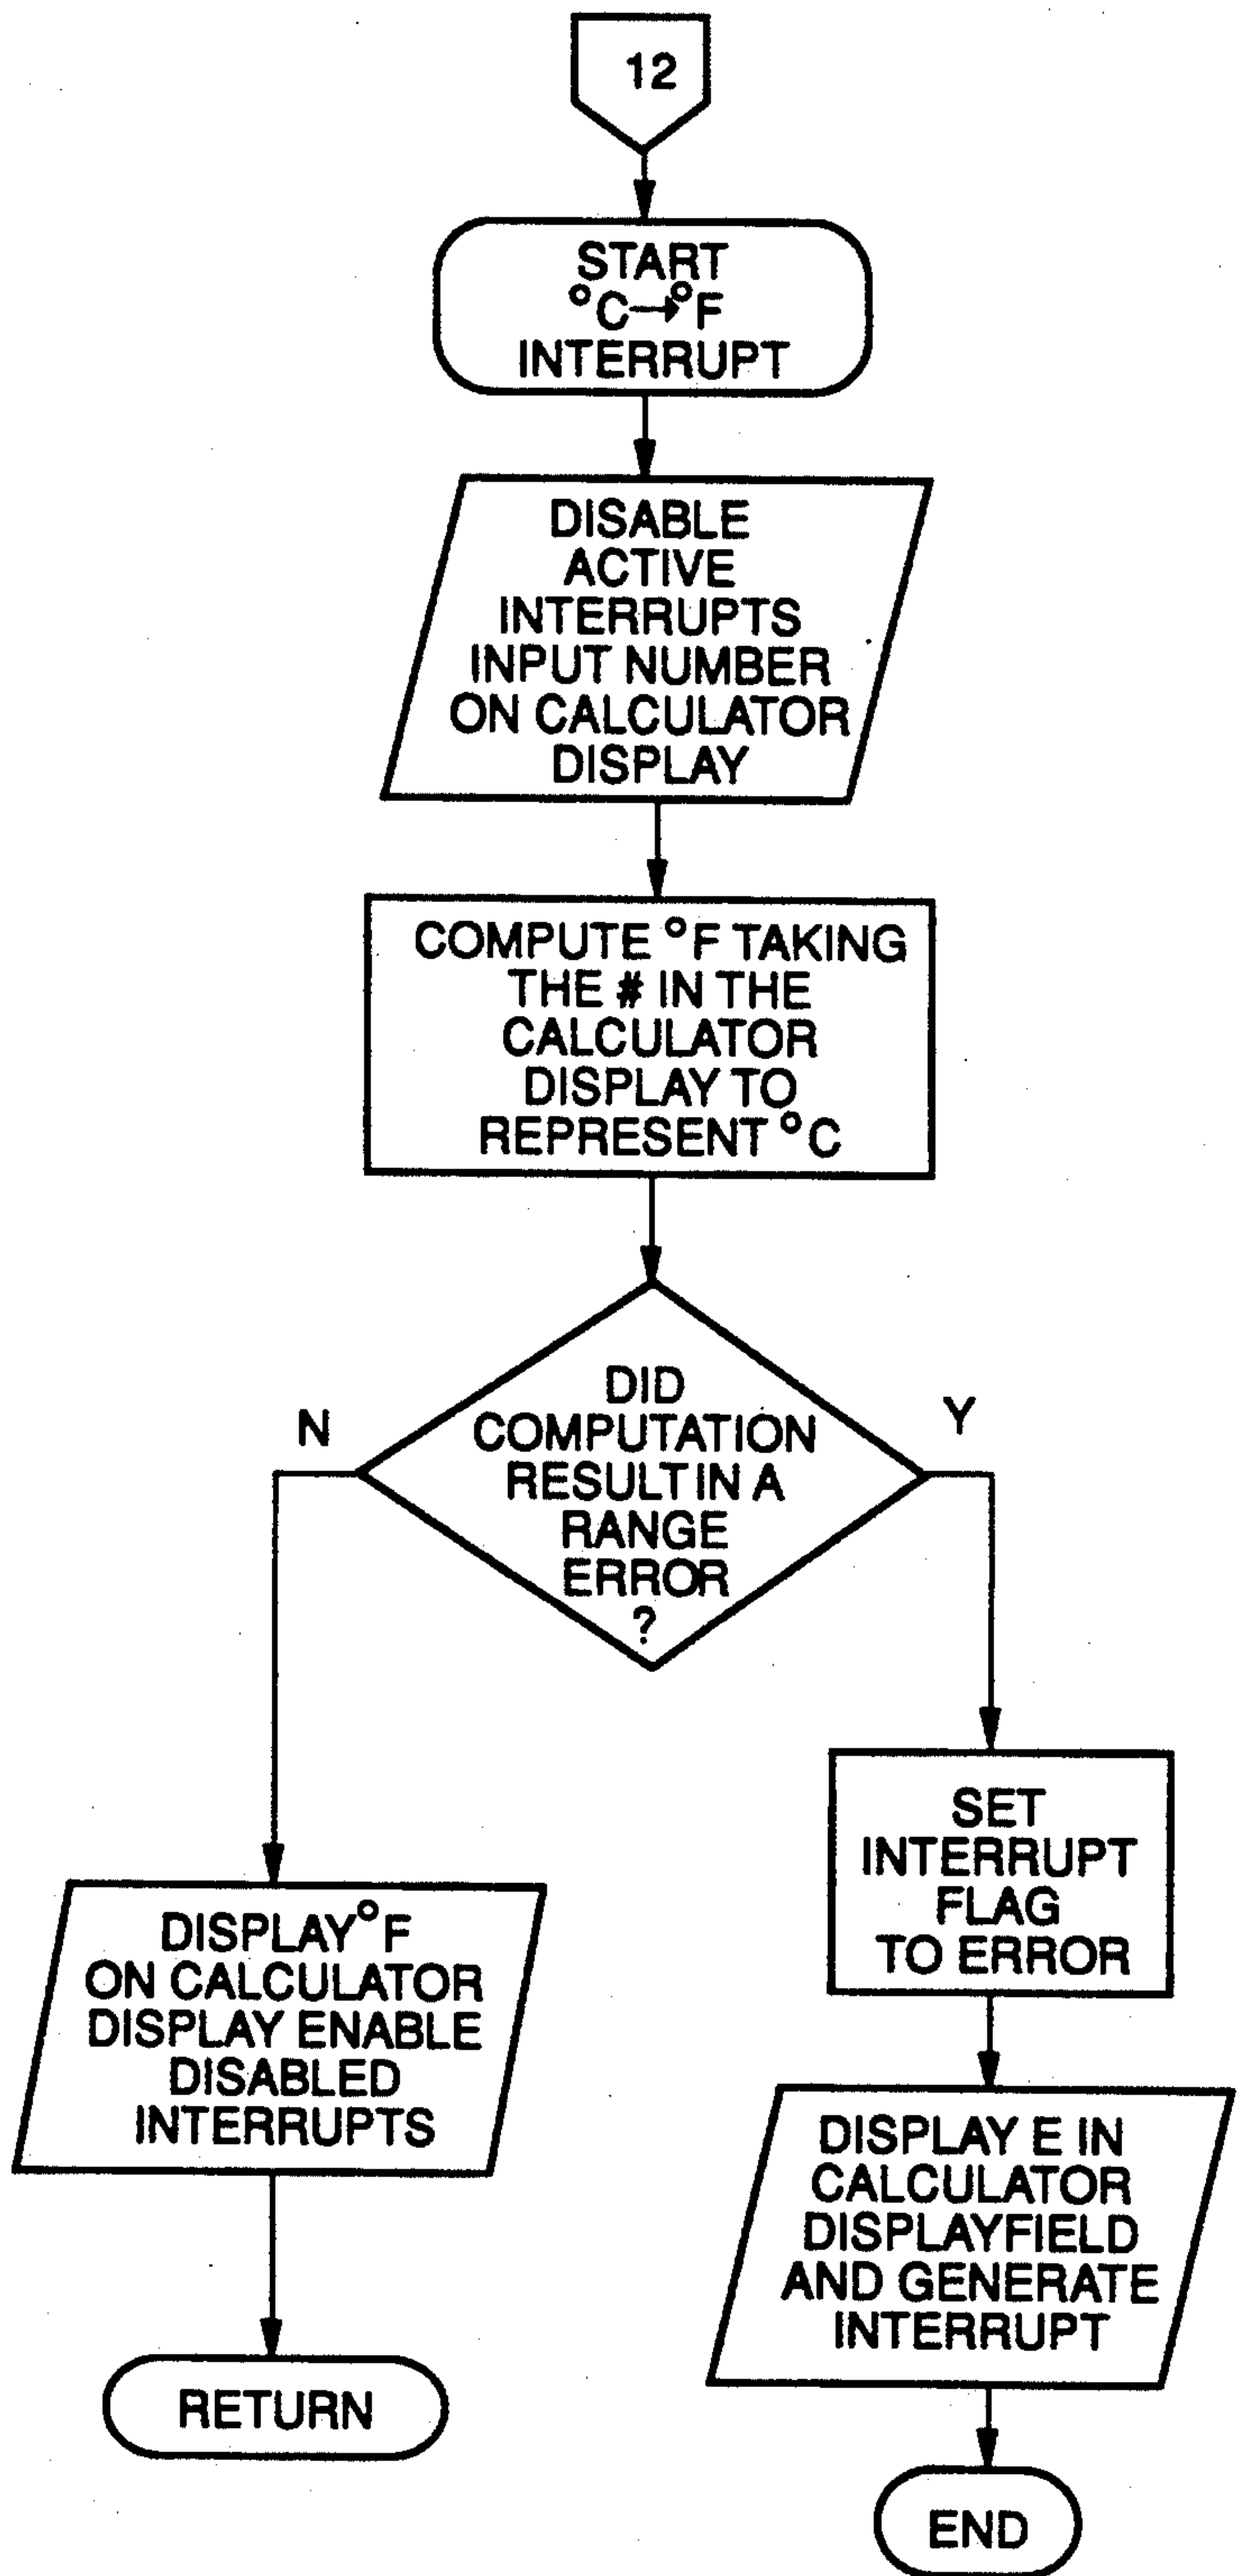 12
START
°C→°F
INTERRUPT
DISABLE
ACTIVE
INTERRUPTS
INPUT NUMBER
ON CALCULATOR
DISPLAY
COMPUTE °F TAKING
THE # IN THE
CALCULATOR
DISPLAY TO
REPRESENT °C
DID
COMPUTATION
RESULT IN A
RANGE
ERROR
?
N
Y
SET
INTERRUPT
FLAG
TO ERROR
DISPLAY °F
ON CALCULATOR
DISPLAY ENABLE
DISABLED
INTERRUPTS
DISPLAY E IN
CALCULATOR
DISPLAYFIELD
AND GENERATE
INTERRUPT
RETURN
END